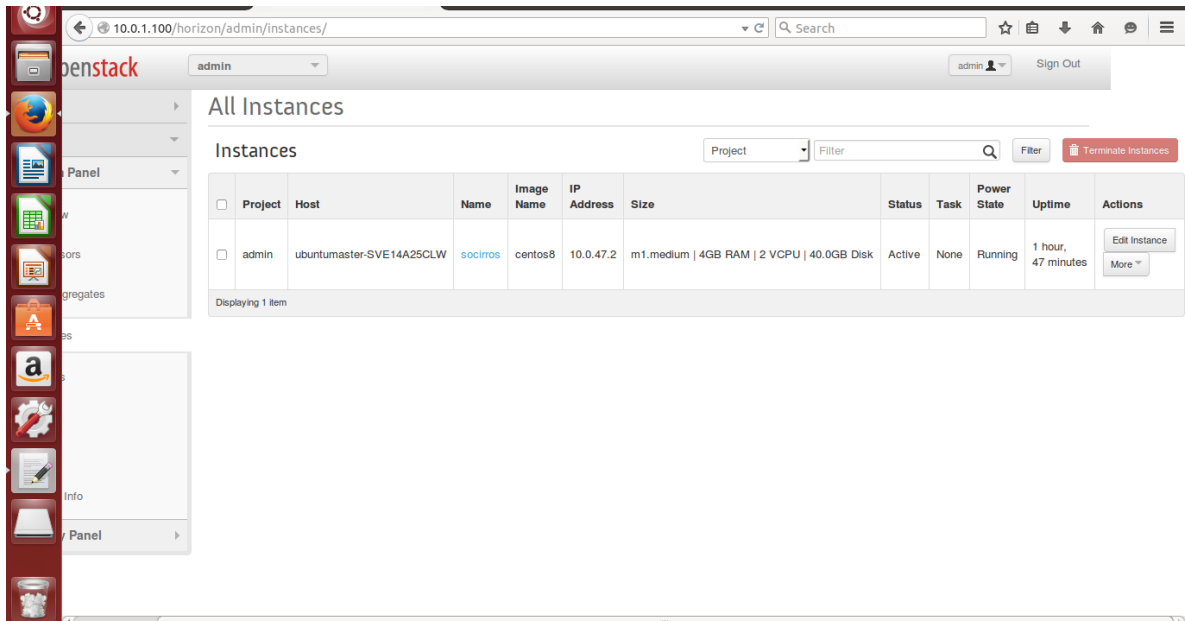 10.0.1.100/horizon/admin/instances/
Search
penstack
admin
admin
Sign Out
All Instances
Instances
Project
Filter
Filter
Terminate Instances
Panel
Project Host Name Image Name IP Address Size Status Task Power State Uptime Actions
admin ubuntumaster-SVE14A25CLW socirros centos8 10.0.47.2 m1.medium | 4GB RAM | 2 VCPU | 40.0GB Disk Active None Running 1 hour, 47 minutes Edit Instance
More
Displaying 1 item
w
sors
gregates
es
s
Info
Panel
a